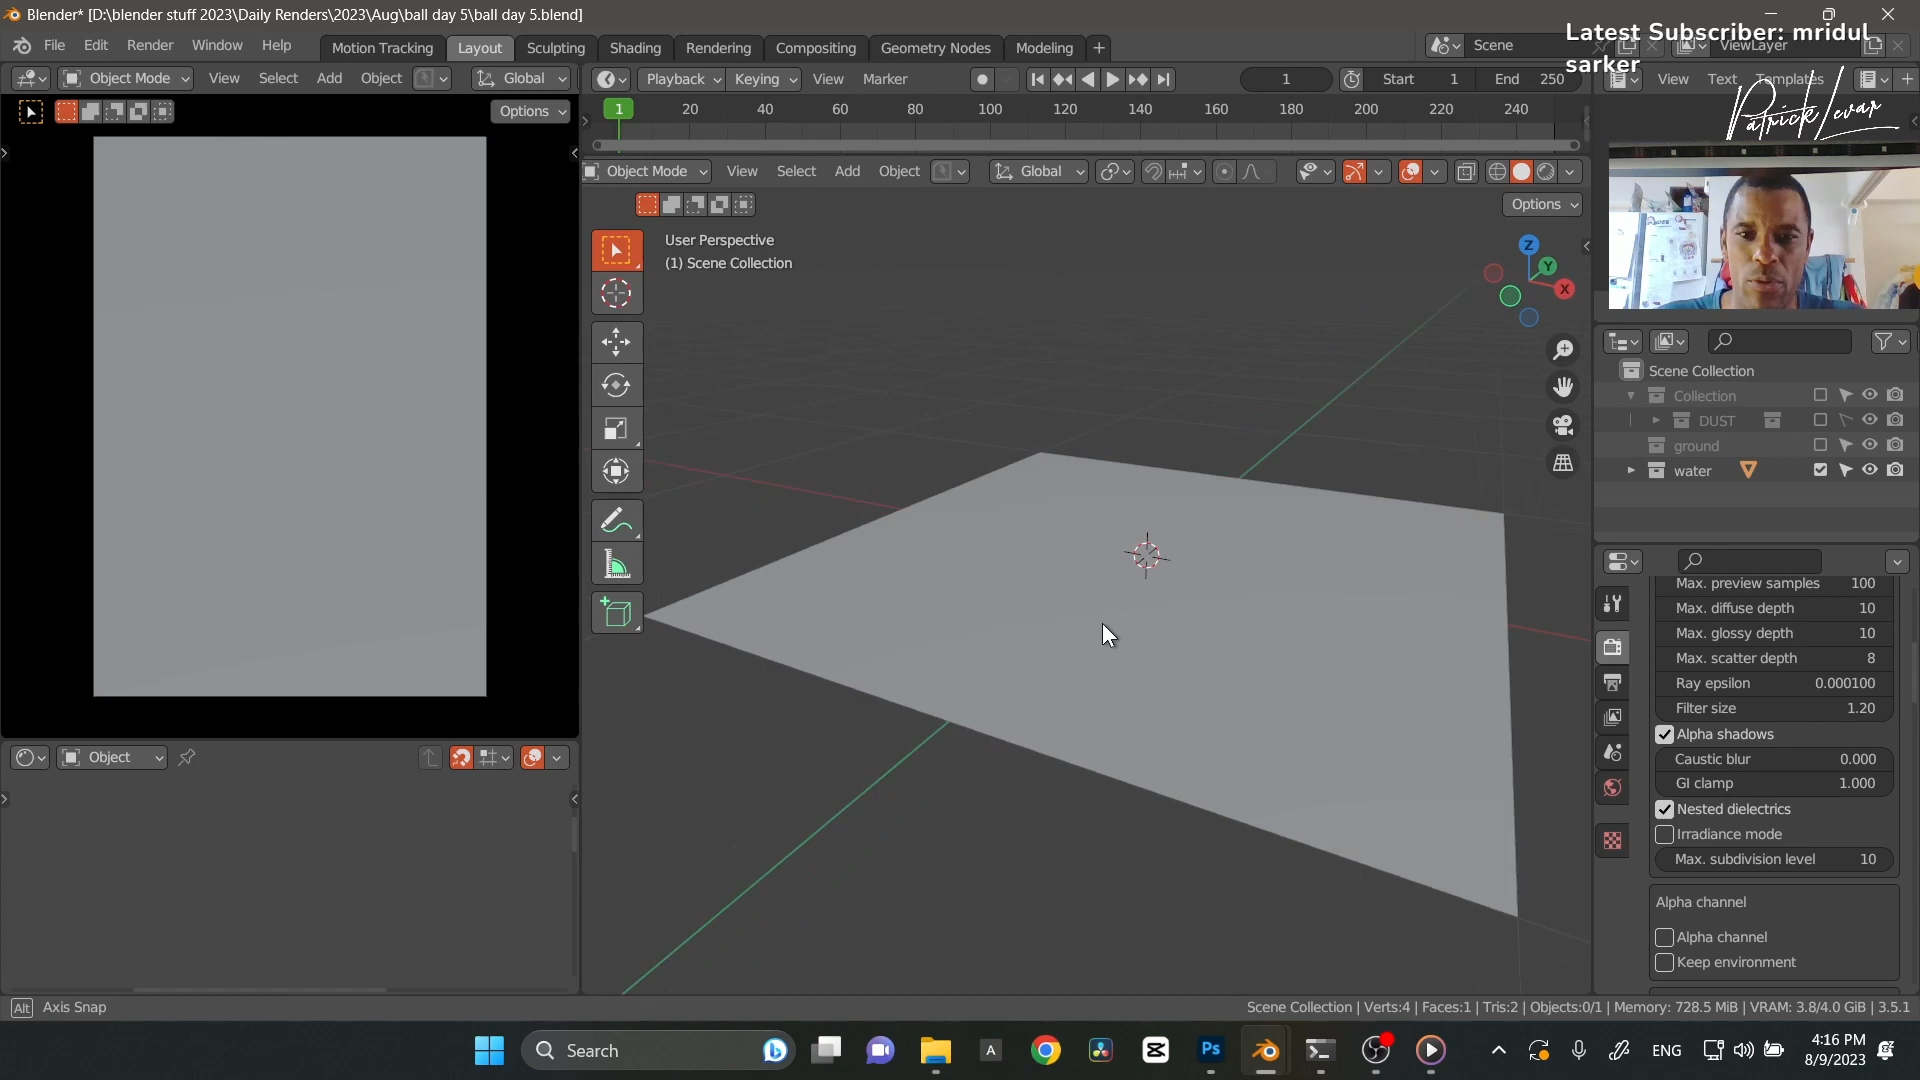 Blender* [D:\blender stuff 2023\Daily Renders\2023\Aug\ball day 5\ball day 5.blend]
Latest Subscriber: mridul
sarker
File Edit Render Window Help
Motion Tracking Layout Sculpting Shading Rendering Compositing Geometry Nodes Modeling +
Scene
ViewLayer
Object Mode View Select Add Object Global
Playback Keying View Marker
1 Start 1 End 250
View Text Templates
Patrick Levar
Options
1 20 40 60 80 100 120 140 160 180 200 220 240
Object Mode View Select Add Object Global
Options
User Perspective
(1) Scene Collection
Z
Y
X
Scene Collection
Collection
DUST
ground
water
Max. preview samples 100
Max. diffuse depth 10
Max. glossy depth 10
Max. scatter depth 8
Ray epsilon 0.000100
Filter size 1.20
Alpha shadows
Caustic blur 0.000
GI clamp 1.000
Nested dielectrics
Irradiance mode
Max. subdivision level 10
Alpha channel
Alpha channel
Keep environment
Object
Alt Axis Snap
Scene Collection | Verts:4 | Faces:1 | Tris:2 | Objects:0/1 | Memory: 728.5 MiB | VRAM: 3.8/4.0 GiB | 3.5.1
Search
A
Ps
ENG
4:16 PM
8/9/2023